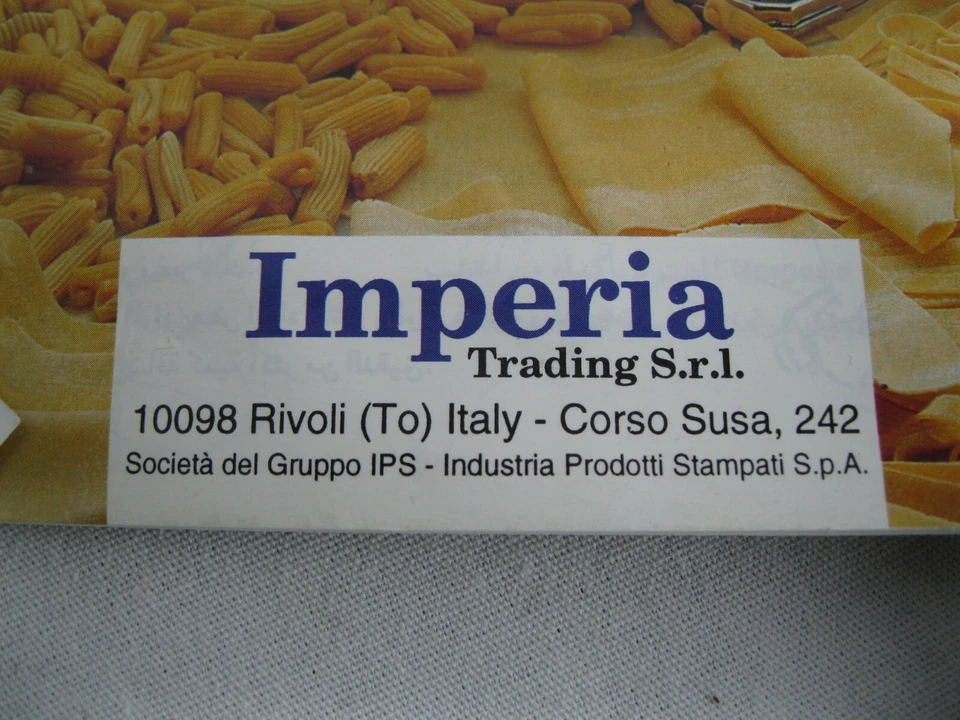 Imperia
Trading S.r.l.
10098 Rivoli (To) Italy - Corso Susa, 242
Società del Gruppo IPS - Industria Prodotti Stampati S.p.A.